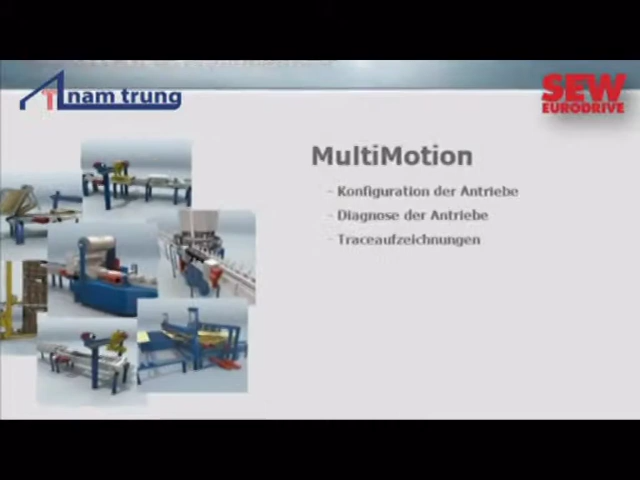 nam trung
SEW
EURODRIVE
MultiMotion
- Konfiguration der Antriebe
- Diagnose der Antriebe
- Traceaufzeichnungen